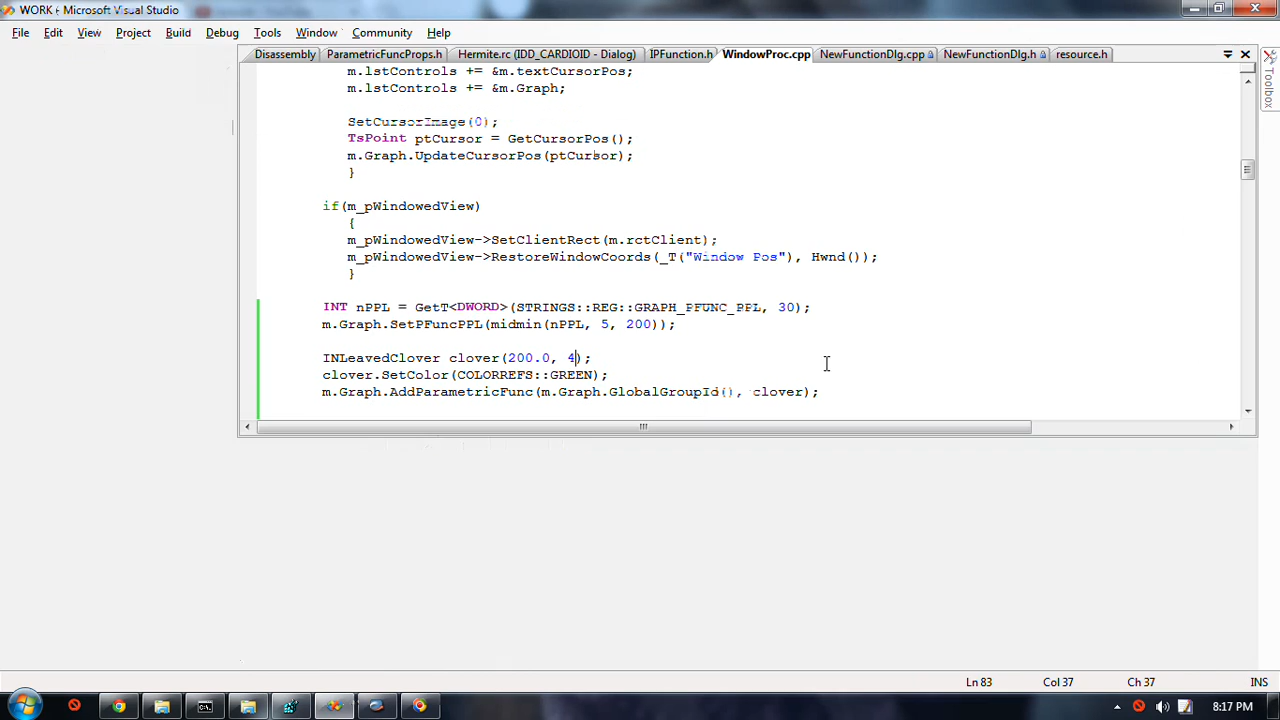 WORK - Microsoft Visual Studio
File Edit View Project Build Debug Tools Window Community Help
Disassembly ParametricFuncProps.h Hermite.rc (IDD_CARDIOID - Dialog) IPFunction.h WindowProc.cpp NewFunctionDlg.cpp NewFunctionDlg.h resource.h
Toolbox
m.lstControls += &m.textCursorPos;
m.lstControls += &m.Graph;
SetCursorImage(0);
TsPoint ptCursor = GetCursorPos();
m.Graph.UpdateCursorPos(ptCursor);
}
if(m_pWindowedView)
{
m_pWindowedView->SetClientRect(m.rctClient);
m_pWindowedView->RestoreWindowCoords(_T("Window Pos"), Hwnd());
}
INT nPPL = GetT<DWORD>(STRINGS::REG::GRAPH_PFUNC_PPL, 30);
m.Graph.SetPFuncPPL(midmin(nPPL, 5, 200));
INLeavedClover clover(200.0, 4);
clover.SetColor(COLORREFS::GREEN);
m.Graph.AddParametricFunc(m.Graph.GlobalGroupId(), clover);
Ln 83 Col 37 Ch 37 INS
8:17 PM